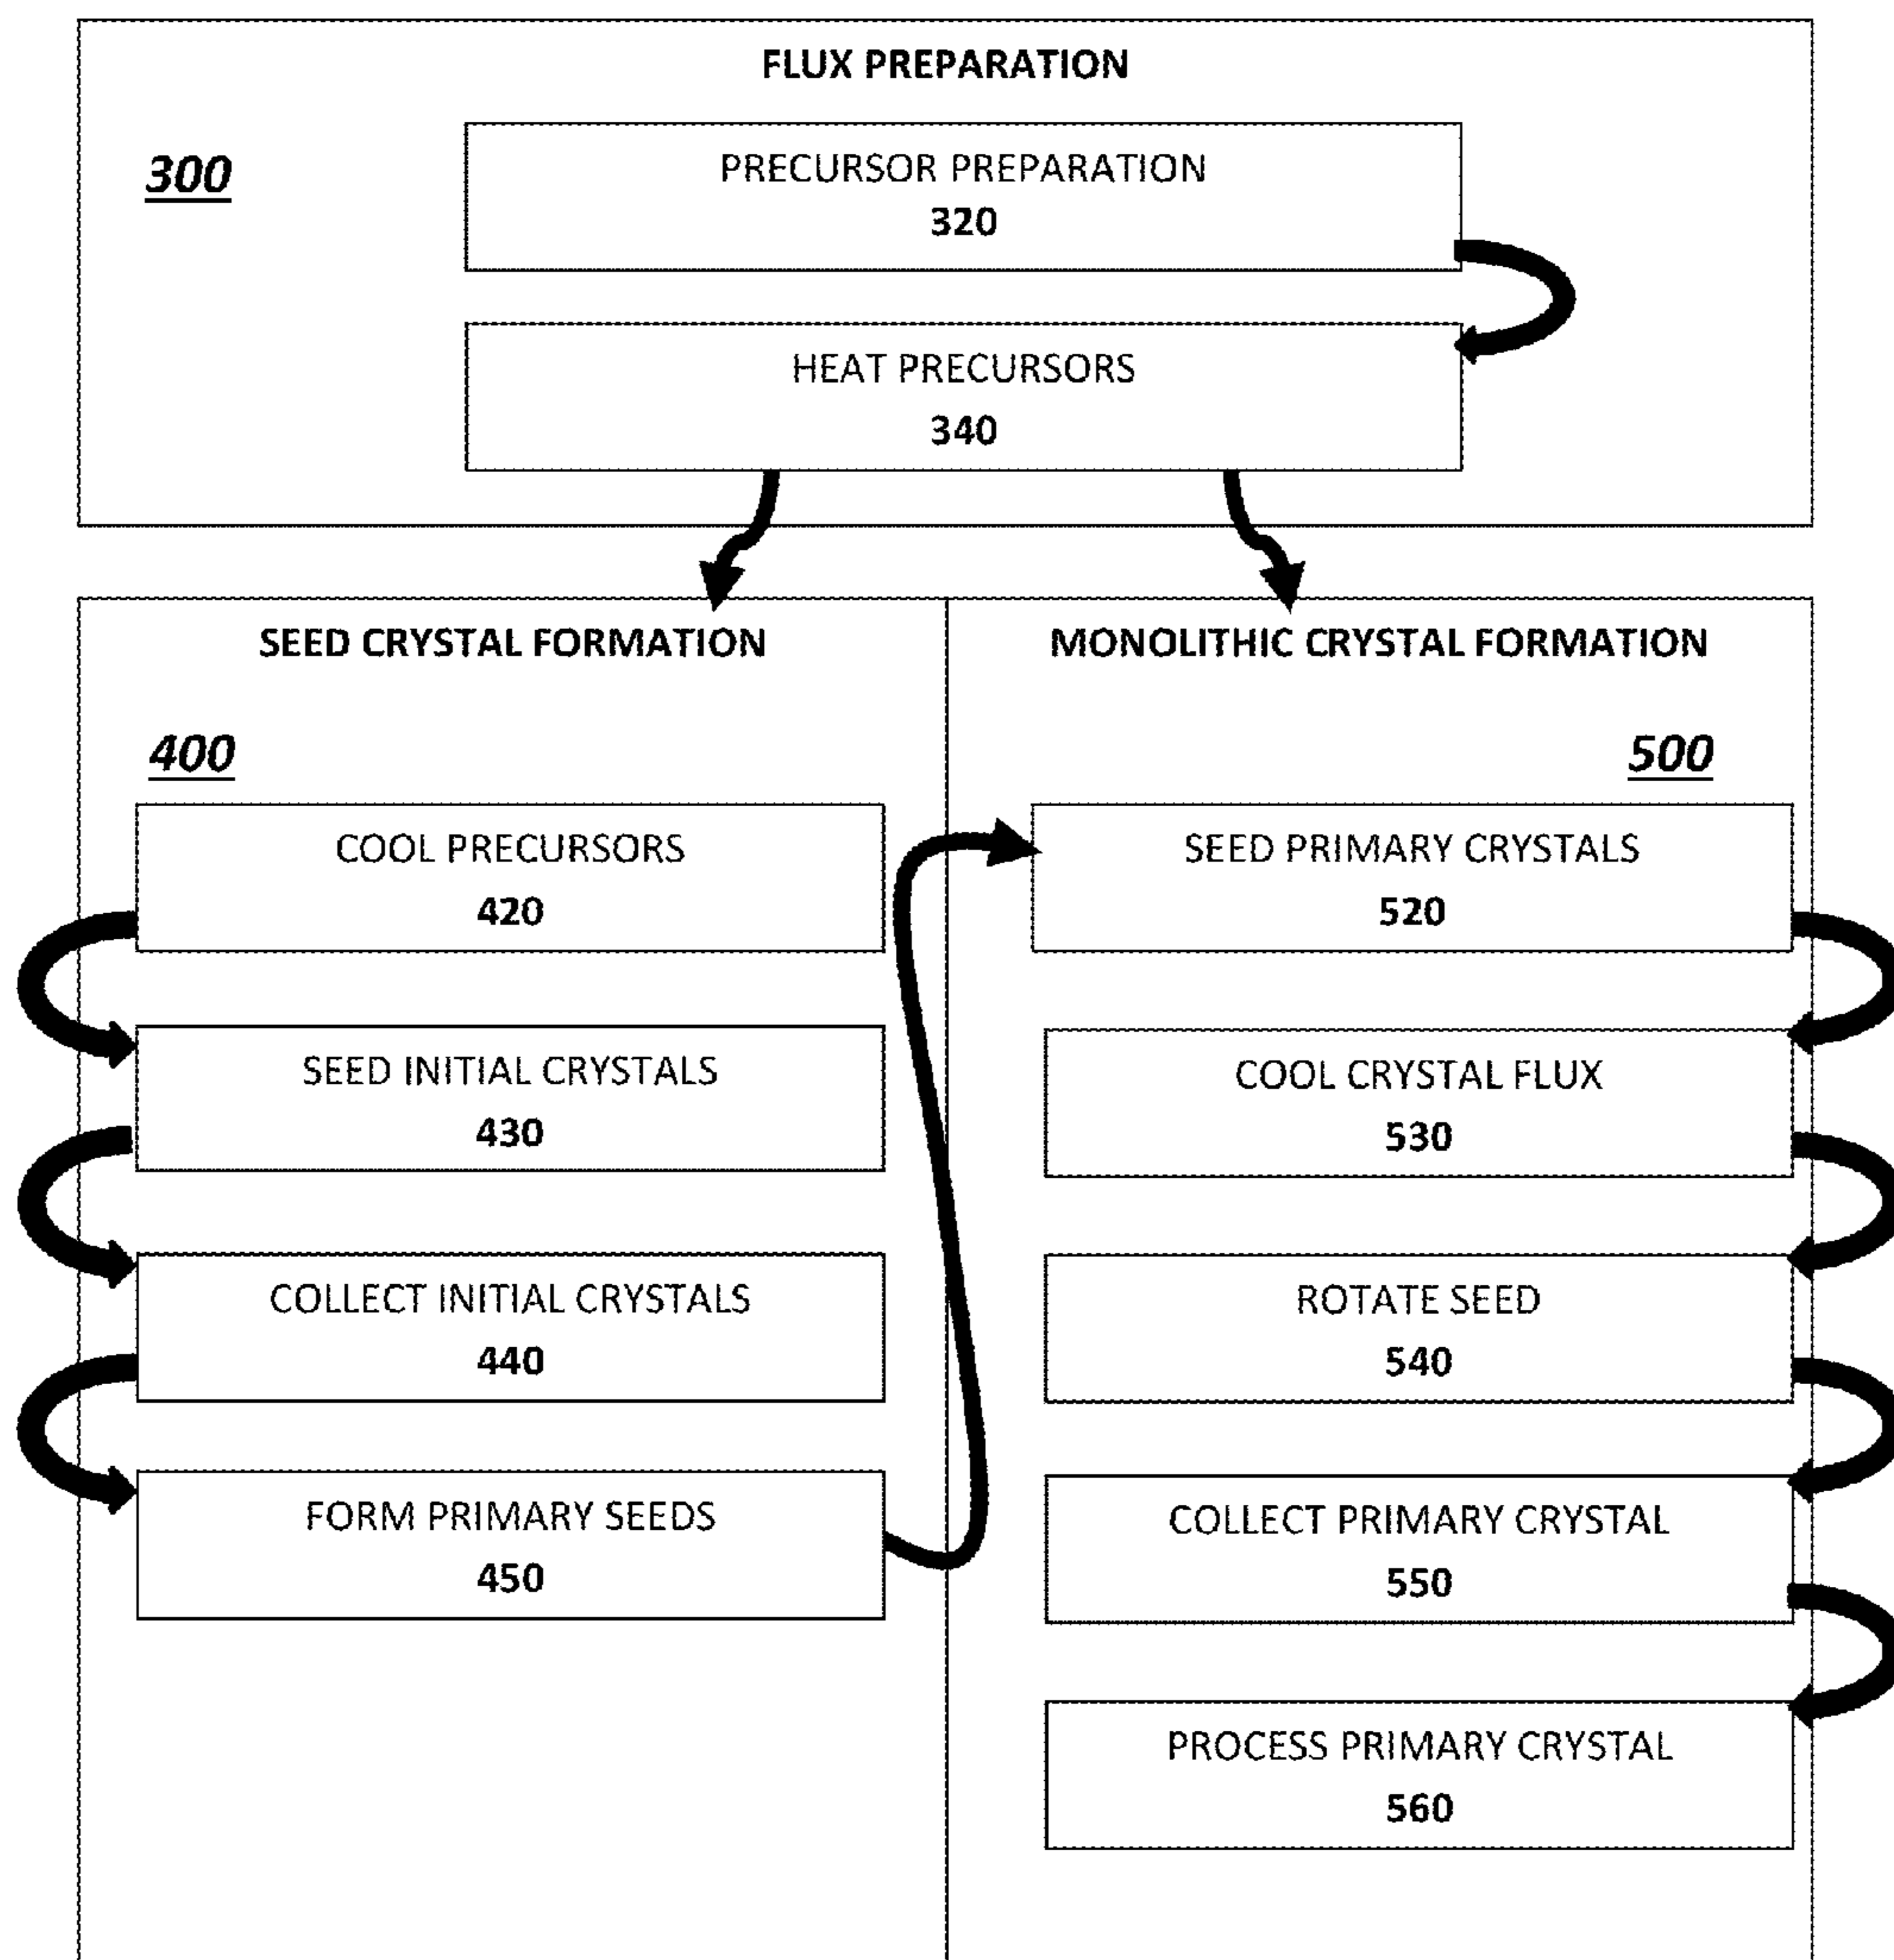 FLUX PREPARATION
300
PRECURSOR PREPARATION
320
HEAT PRECURSORS
340
SEED CRYSTAL FORMATION
400
COOL PRECURSORS
420
SEED INITIAL CRYSTALS
430
COLLECT INITIAL CRYSTALS
440
FORM PRIMARY SEEDS
450
MONOLITHIC CRYSTAL FORMATION
500
SEED PRIMARY CRYSTALS
520
COOL CRYSTAL FLUX
530
ROTATE SEED
540
COLLECT PRIMARY CRYSTAL
550
PROCESS PRIMARY CRYSTAL
560